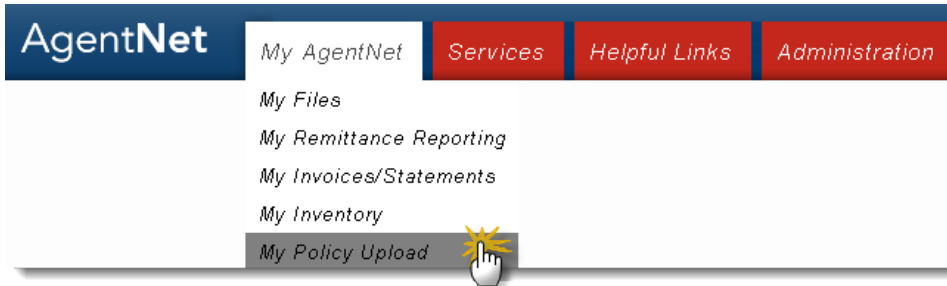 AgentNet My AgentNet Services Helpful Links Administration
My Files
My Remittance Reporting
My Invoices/Statements
My Inventory
My Policy Upload